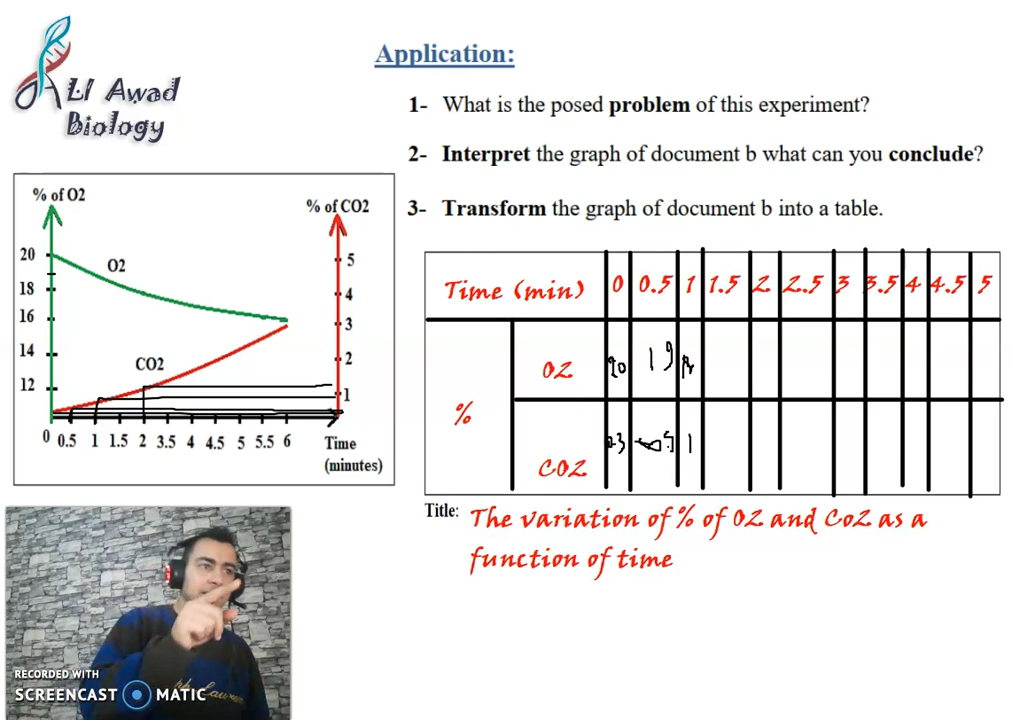 ALI Awad
Biology
Application:
1- What is the posed problem of this experiment?
2- Interpret the graph of document b what can you conclude?
3- Transform the graph of document b into a table.
% of O2
% of CO2
20
18
16
14
12
O2
CO2
5
4
3
2
1
0 0.5 1 1.5 2 3.5 4 4.5 5 5.5 6
Time
(minutes)
Time (min) 0 0.5 1 1.5 2 2.5 3 3.5 4 4.5 5
%
O2 20 19
CO2 1
Title: The variation of % of O2 and Co2 as a
function of time
RECORDED WITH
SCREENCAST MATIC